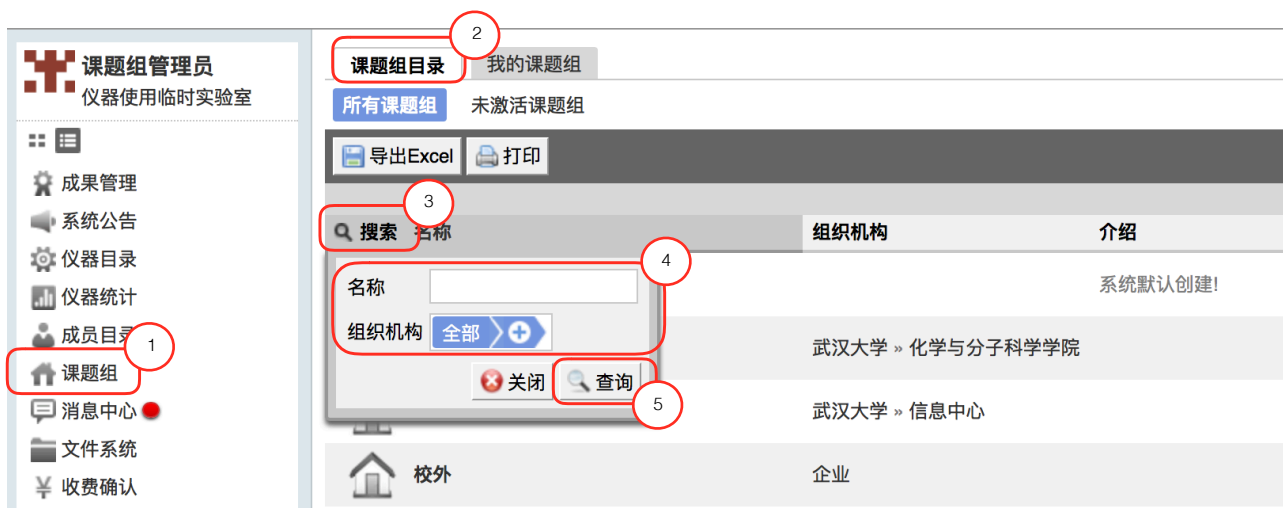 课题组管理员
仪器使用临时实验室
成果管理
系统公告
仪器目录
仪器统计
成员目录
1
课题组
消息中心
文件系统
收费确认
2
课题组目录 我的课题组
所有课题组 未激活课题组
导出Excel 打印
3
搜索 名称 组织机构 介绍
4
名称
系统默认创建!
组织机构 全部
武汉大学 » 化学与分子科学学院
关闭 查询
5
武汉大学 » 信息中心
校外 企业